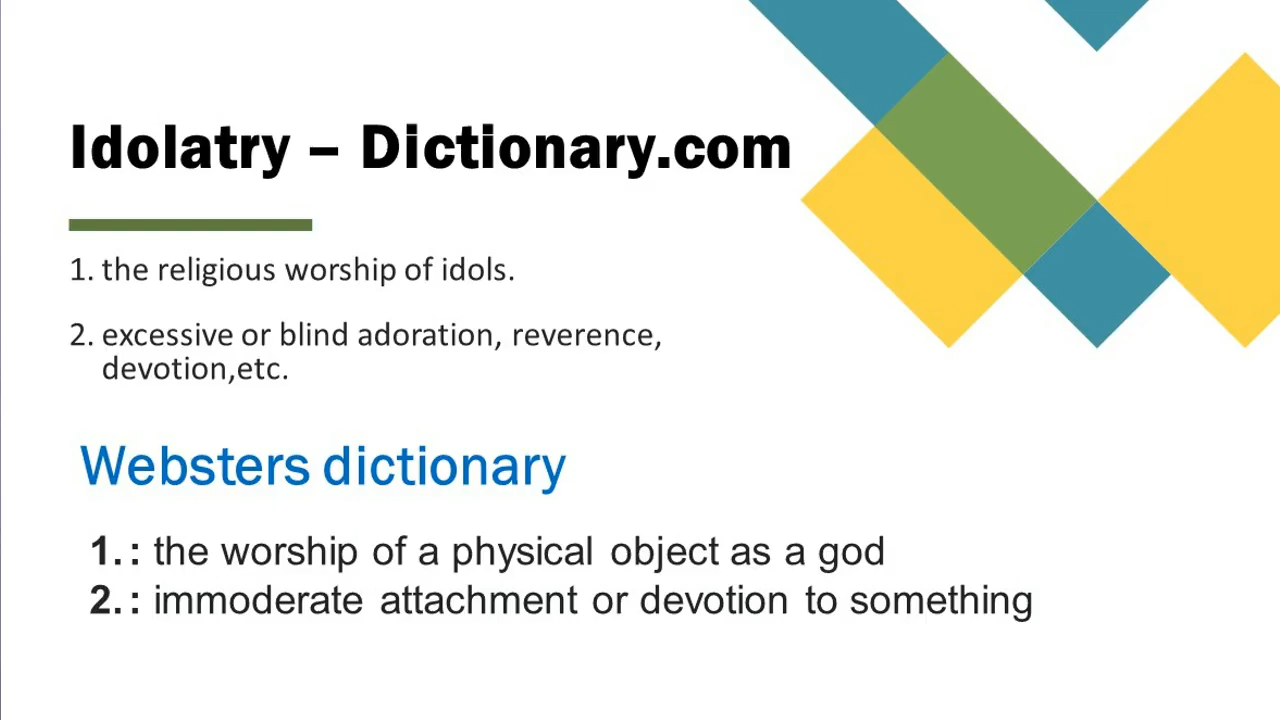 Idolatry – Dictionary.com
1. the religious worship of idols.
2. excessive or blind adoration, reverence,
devotion,etc.
Websters dictionary
1. : the worship of a physical object as a god
2. : immoderate attachment or devotion to something